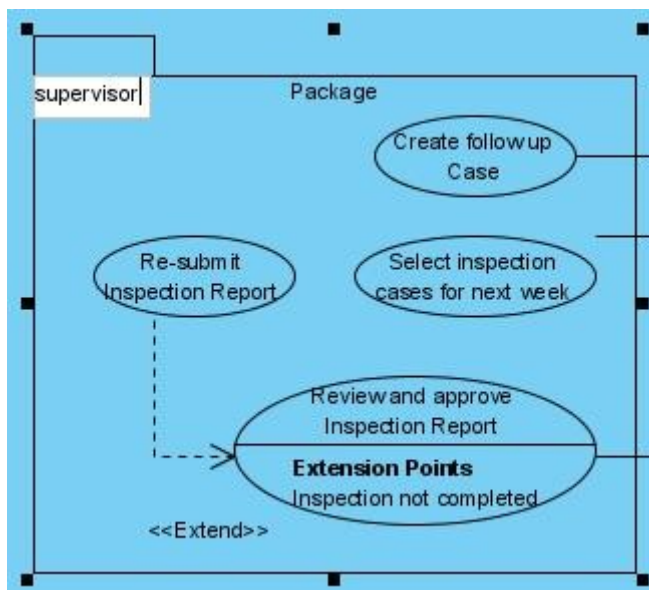 supervisor
Package
Create followup
Case
Re-submit
Inspection Report
Select inspection
cases for next week
Review and approve
Inspection Report
Extension Points
Inspection not completed
<<Extend>>